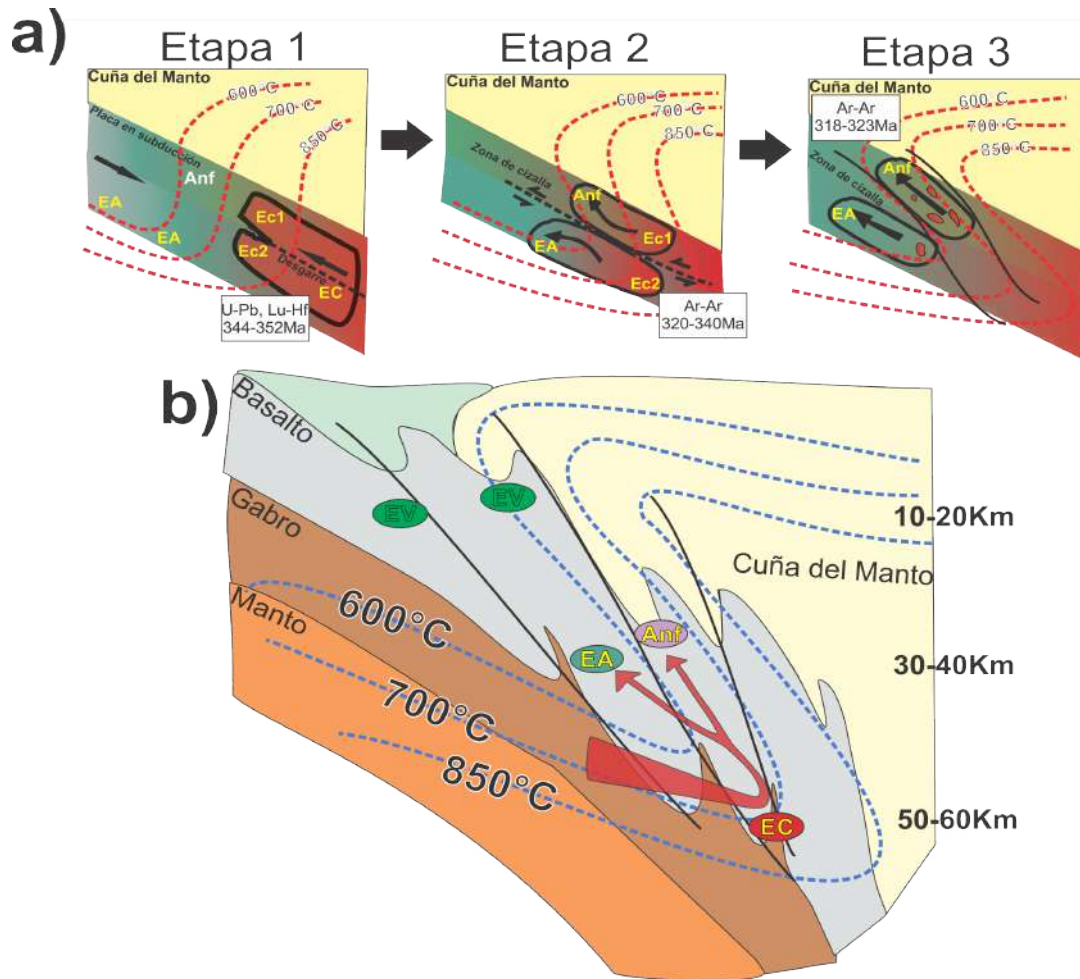 a)
Etapa 1
Etapa 2
Etapa 3
Cuña del Manto
600 C
700 C
850 C
Placa en subducción
Anf
EA
EA
Ec1
Ec2
Desgarre
EC
U-Pb, Lu-Hf
344-352Ma
Cuña del Manto
600 C
700 C
850 C
Zona de cizalla
Anf
EA
Ec1
Ec2
Ar-Ar
320-340Ma
Cuña del Manto
Ar-Ar
318-323Ma
600 C
700 C
850 C
Zona de cizalla
Anf
EA
b)
Basalto
EV
EV
Gabro
10-20Km
Cuña del Manto
Manto
600°C
Anf
EA
30-40Km
700°C
850°C
EC
50-60Km